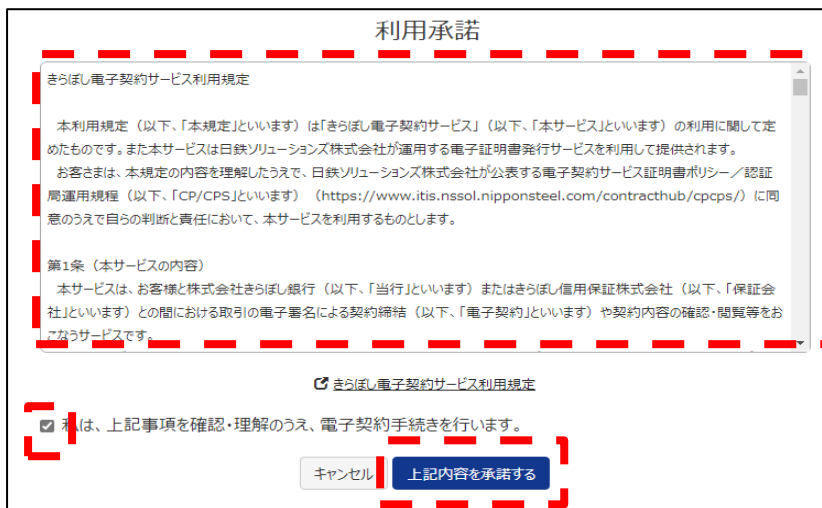 利用承諾
きらぼし電子契約サービス利用規定
本利用規定（以下、「本規定」といいます）は「きらぼし電子契約サービス」（以下、「本サービス」といいます）の利用に関して定
めたものです。また本サービスは日鉄ソリューションズ株式会社が運用する電子証明書発行サービスを利用して提供されます。
お客さまは、本規定の内容を理解したうえで、日鉄ソリューションズ株式会社が公表する電子契約サービス証明書ポリシー／認証
局運用規程（以下、「CP/CPS」といいます）（https://www.itis.nssol.nipponsteel.com/contracthub/cpcps/）に同
意のうえで自らの判断と責任において、本サービスを利用するものとします。
第1条（本サービスの内容）
本サービスは、お客様と株式会社きらぼし銀行（以下、「当行」といいます）またはきらぼし信用保証株式会社（以下、「保証会
社」といいます）との間における取引の電子署名による契約締結（以下、「電子契約」といいます）や契約内容の確認・閲覧等をお
こなうサービスです。
きらぼし電子契約サービス利用規定
私は、上記事項を確認・理解のうえ、電子契約手続きを行います。
キャンセル 上記内容を承諾する